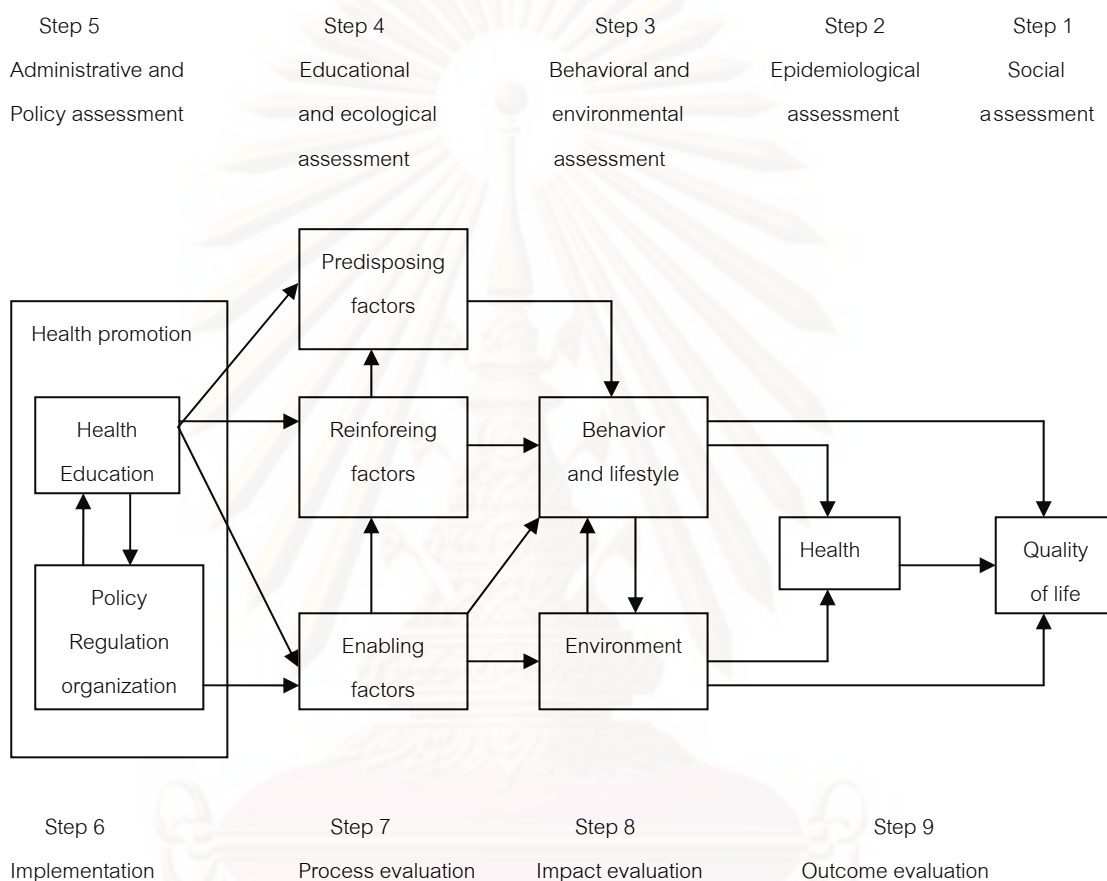 Step 5
Administrative and
Policy assessment
Step 4
Educational
and ecological
assessment
Step 3
Behavioral and
environmental
assessment
Step 2
Epidemiological
assessment
Step 1
Social
assessment
Health promotion
Health
Education
Policy
Regulation
organization
Predisposing
factors
Reinforeing
factors
Enabling
factors
Behavior
and lifestyle
Environment
Health
Quality
of life
Step 6
Implementation
Step 7
Process evaluation
Step 8
Impact evaluation
Step 9
Outcome evaluation